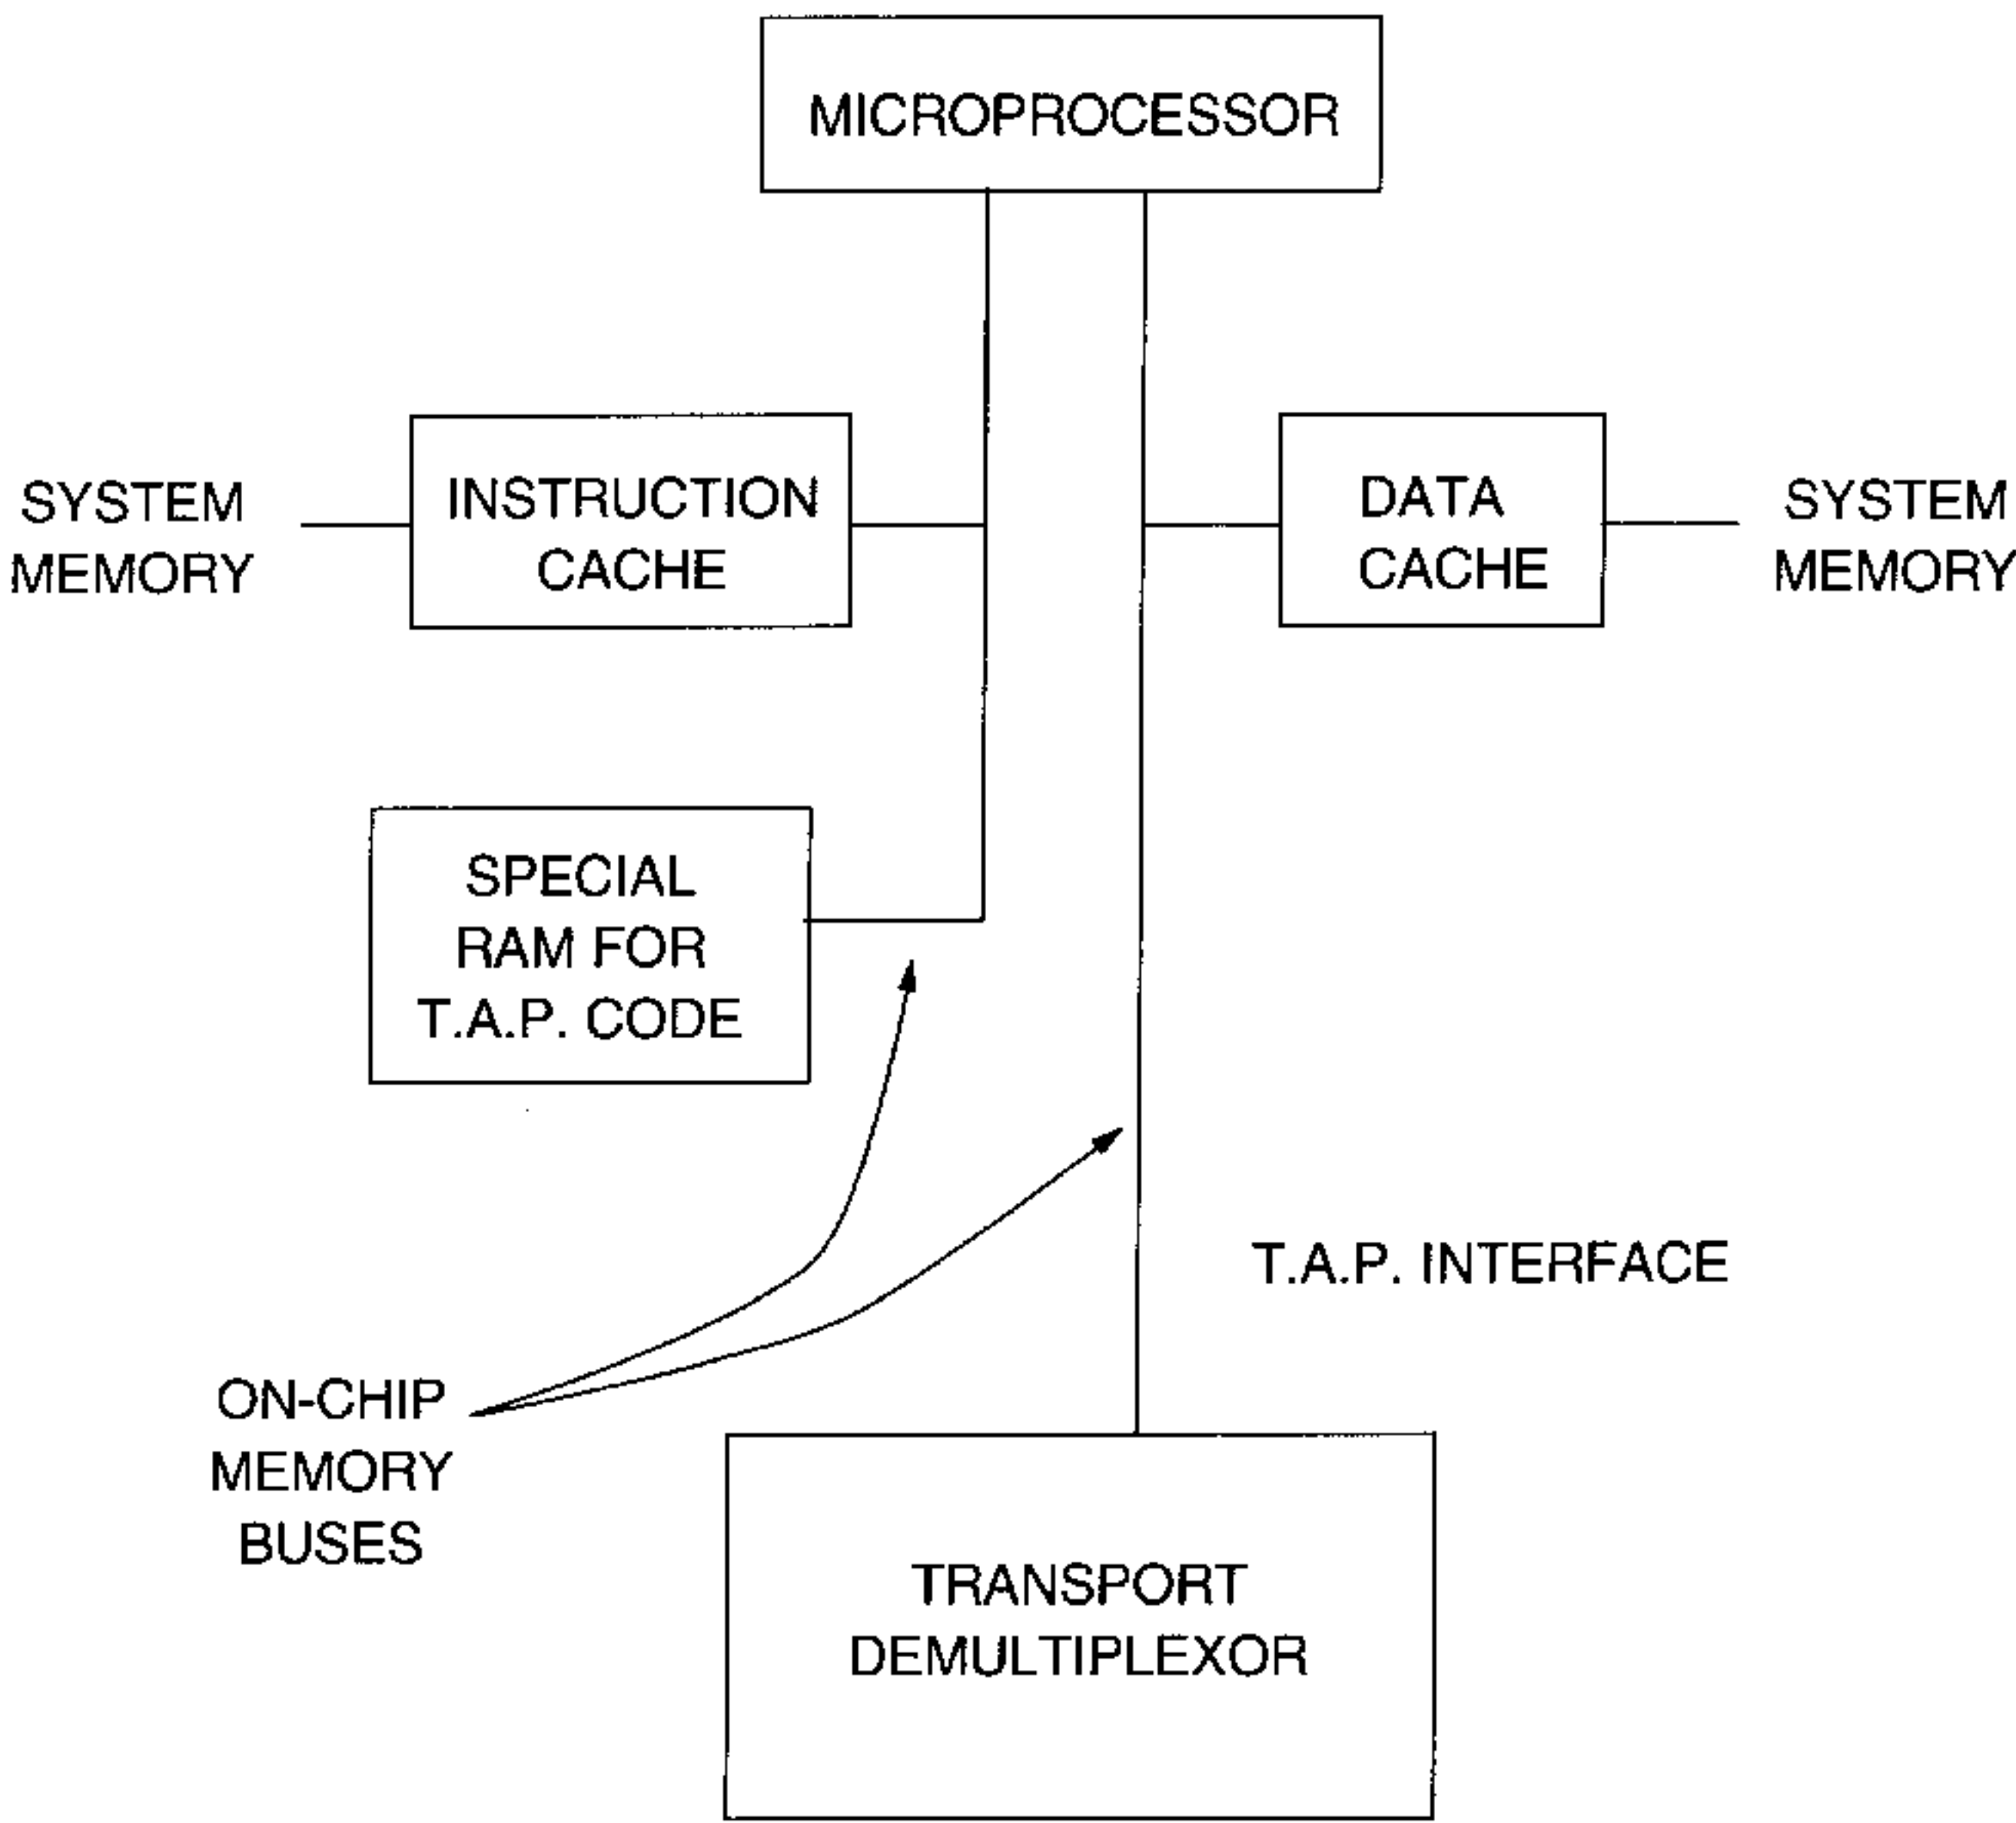 MICROPROCESSOR
SYSTEM
MEMORY
INSTRUCTION
CACHE
DATA
CACHE
SYSTEM
MEMORY
SPECIAL
RAM FOR
T.A.P. CODE
T.A.P. INTERFACE
ON-CHIP
MEMORY
BUSES
TRANSPORT
DEMULTIPLEXOR